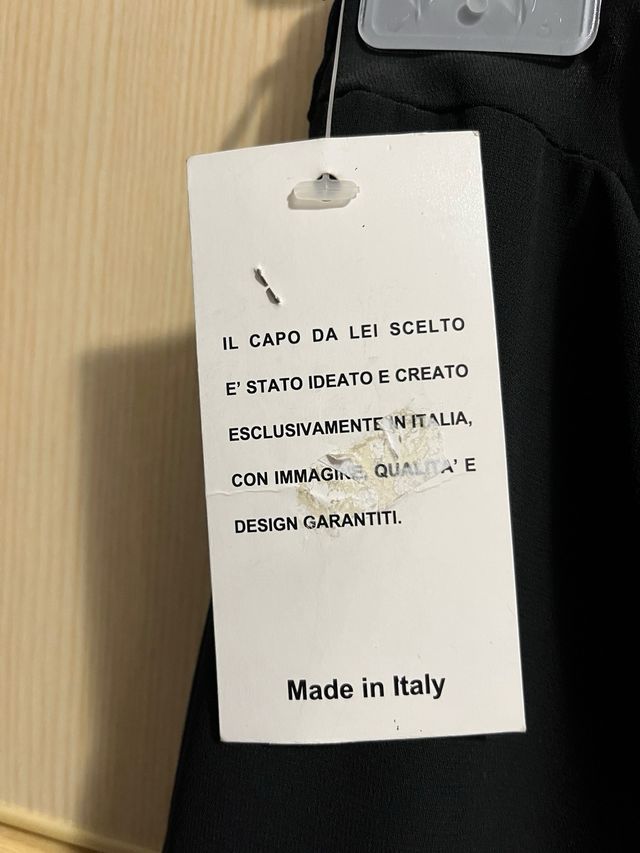 IL CAPO DA LEI SCELTO
E' STATO IDEATO E CREATO
ESCLUSIVAMENTE IN ITALIA,
CON IMMAGINE, QUALITA' E
DESIGN GARANTITI.
Made in Italy